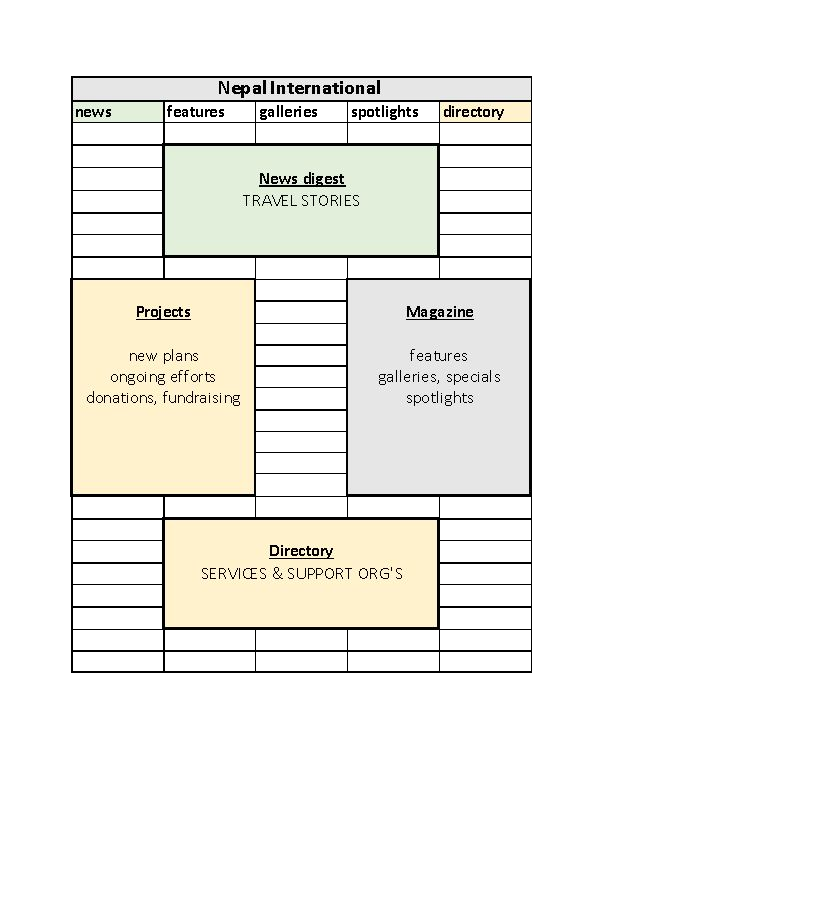 Nepal International
news features galleries spotlights directory
News digest
TRAVEL STORIES
Projects
new plans
ongoing efforts
donations, fundraising
Magazine
features
galleries, specials
spotlights
Directory
SERVICES & SUPPORT ORG'S